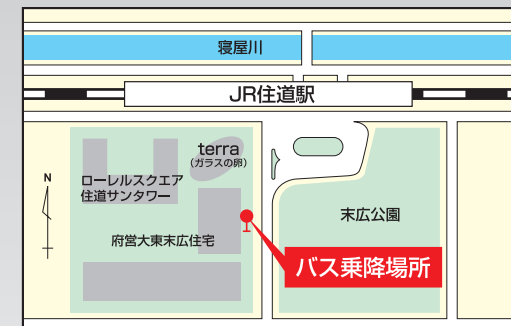 寝屋川
JR住道駅
terra
(ガラスの卵)
N
ローレルスクエア
住道サンタワー
末広公園
府営大東末広住宅
バス乗降場所